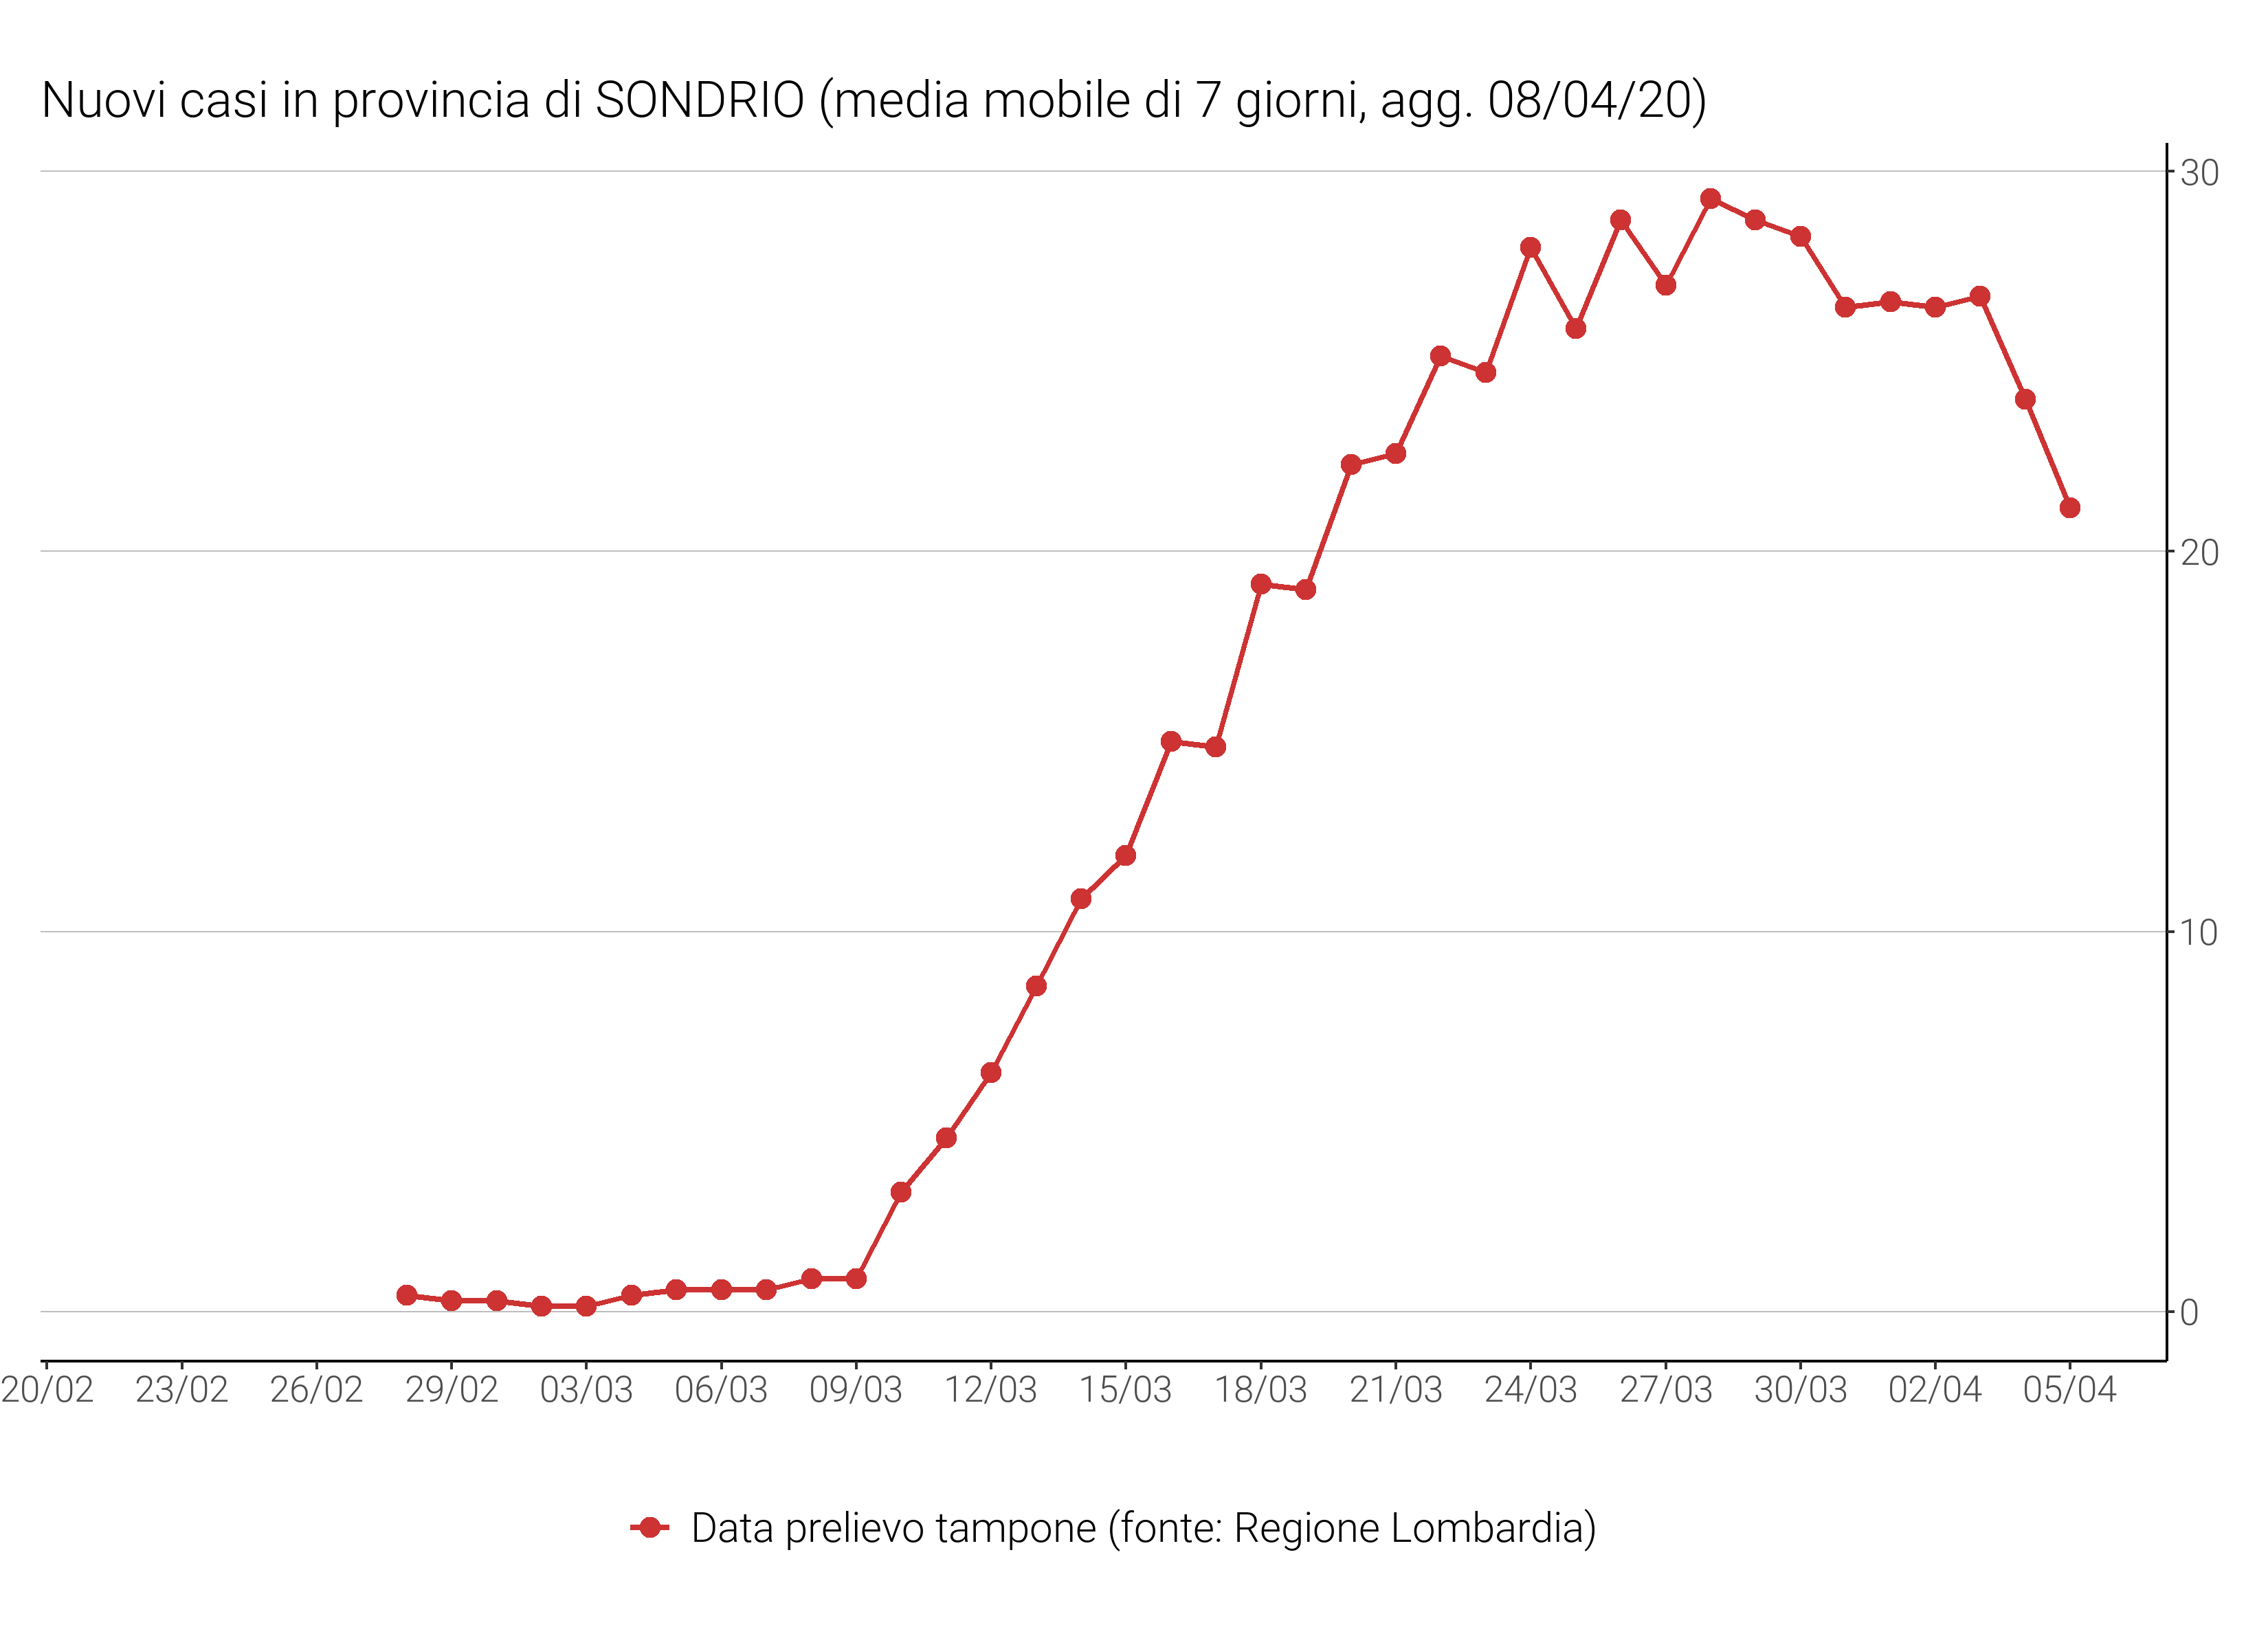 Nuovi casi in provincia di SONDRIO (media mobile di 7 giorni, agg. 08/04/20)
30
20
10
0
20/02 23/02 26/02 29/02 03/03 06/03 09/03 12/03 15/03 18/03 21/03 24/03 27/03 30/03 02/04 05/04
Data prelievo tampone (fonte: Regione Lombardia)